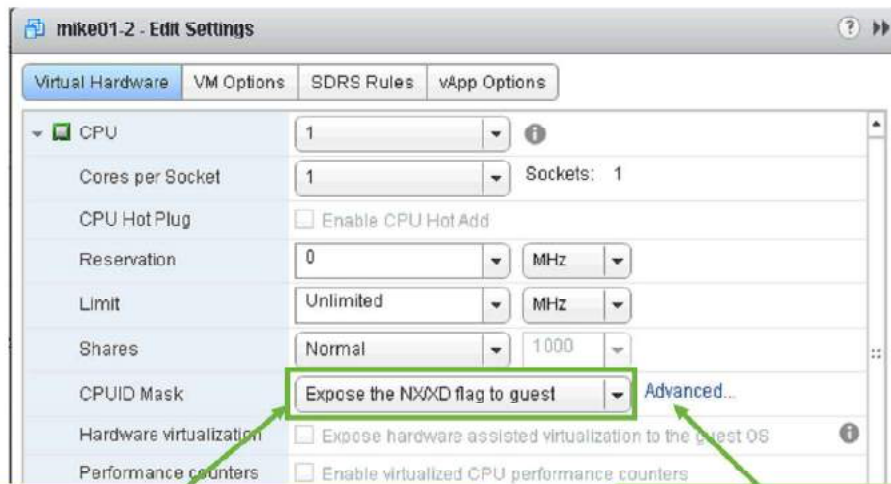 mike01-2 - Edit Settings
Virtual Hardware VM Options SDRS Rules vApp Options
CPU 1
Cores per Socket 1 Sockets: 1
CPU Hot Plug Enable CPU Hot Add
Reservation 0 MHz
Limit Unlimited MHz
Shares Normal 1000
CPUID Mask Expose the NX/XD flag to guest Advanced...
Hardware virtualization Expose hardware assisted virtualization to the guest OS
Performance counters Enable virtualized CPU performance counters